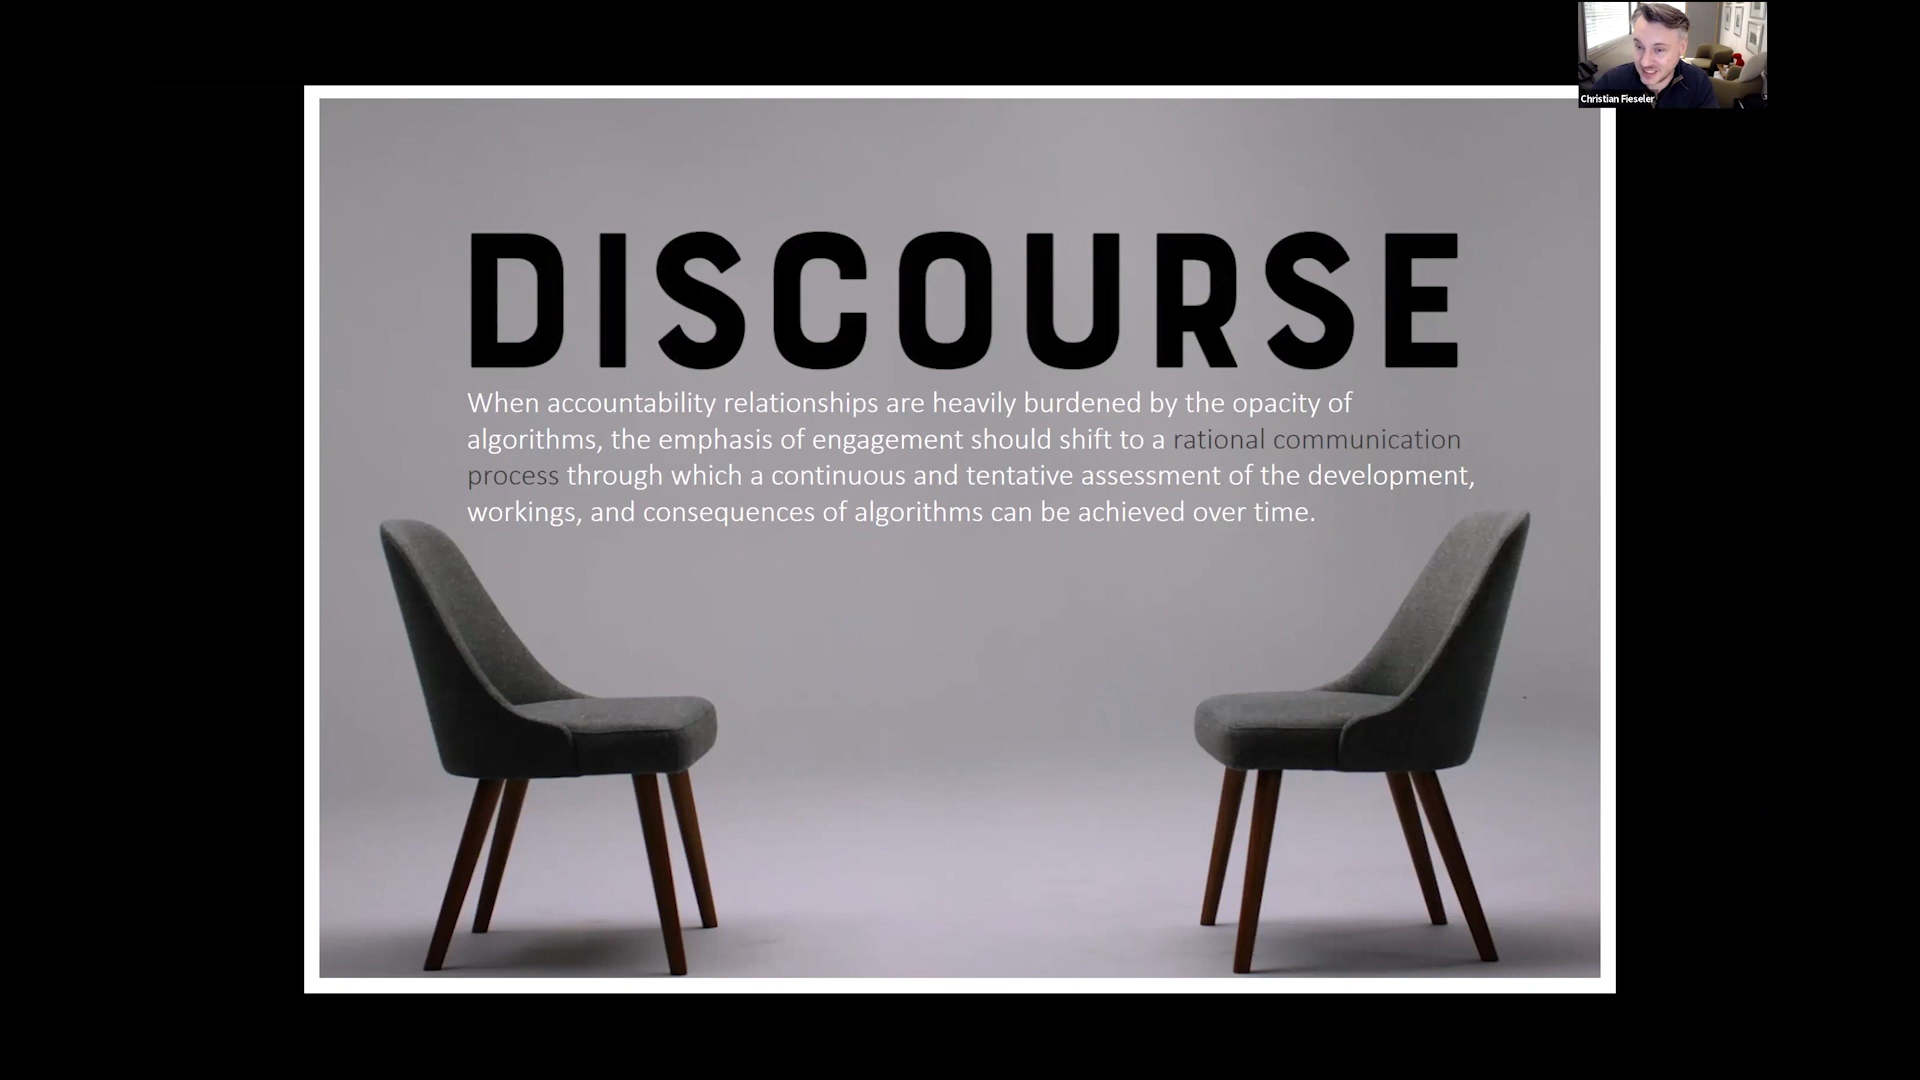 Christian Fieseler
DISCOURSE
When accountability relationships are heavily burdened by the opacity of
algorithms, the emphasis of engagement should shift to a rational communication
process through which a continuous and tentative assessment of the development,
workings, and consequences of algorithms can be achieved over time.